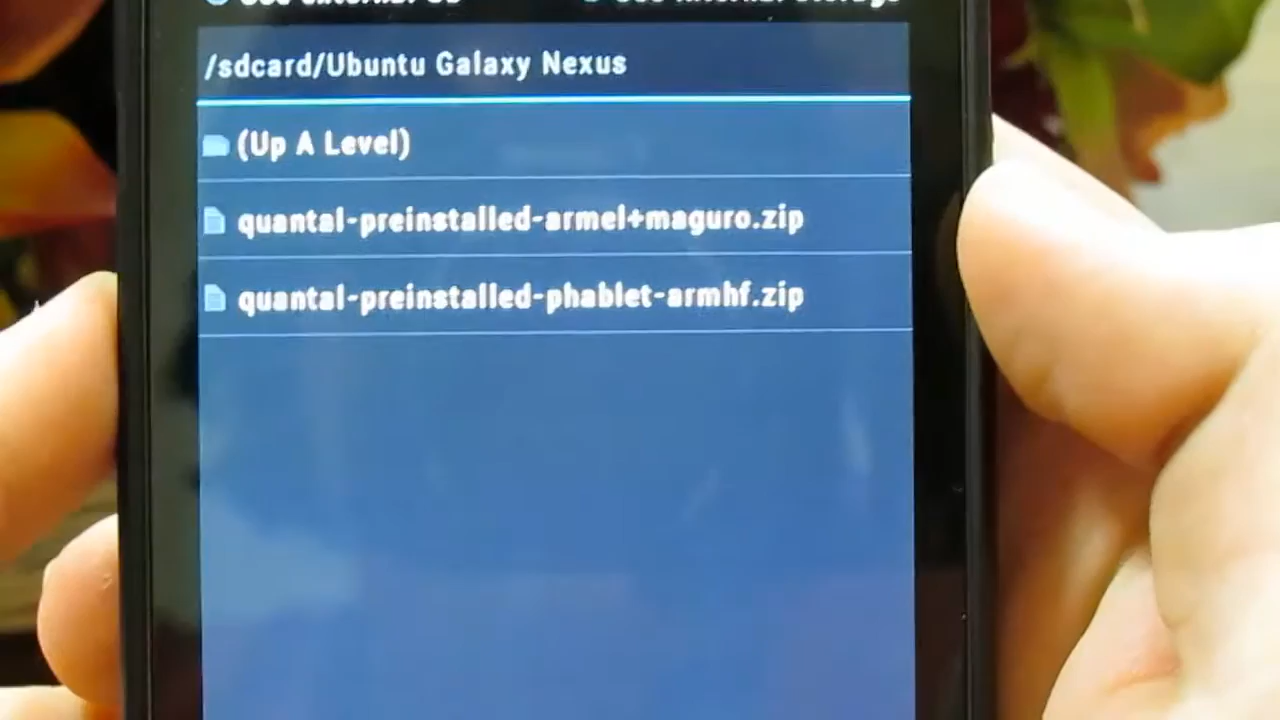 /sdcard/Ubuntu Galaxy Nexus
(Up A Level)
quantal-preinstalled-armel+maguro.zip
quantal-preinstalled-phablet-armhf.zip